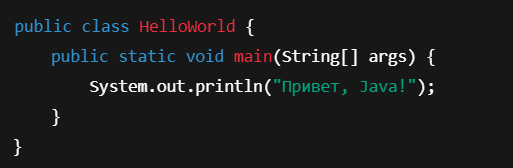 public class HelloWorld {
    public static void main(String[] args) {
        System.out.println("Привет, Java!");
    }
}